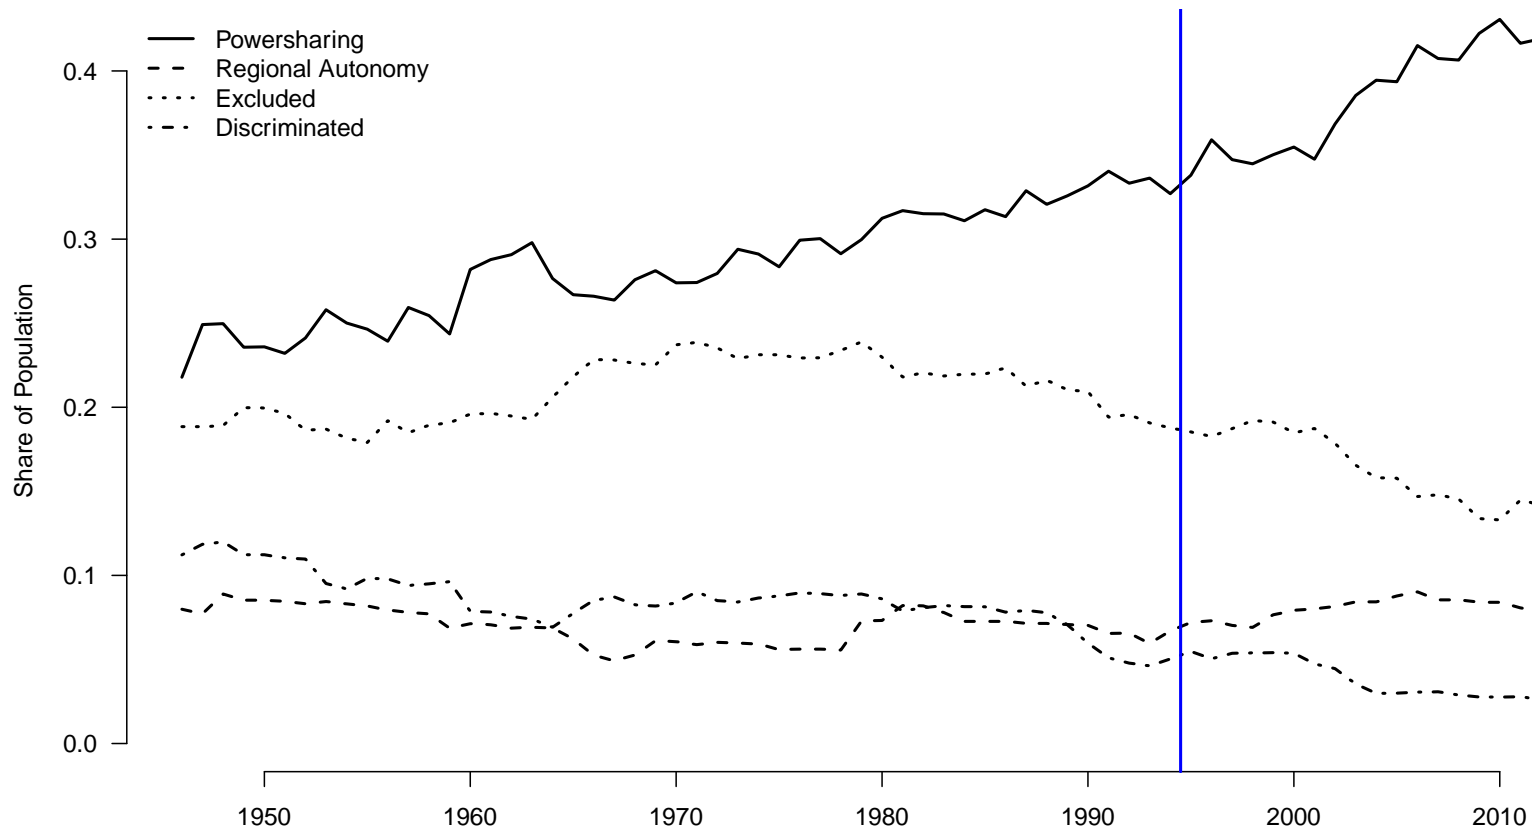 Powersharing
Regional Autonomy
Excluded
Discriminated
Share of Population
0.4
0.3
0.2
0.1
0.0
1950 1960 1970 1980 1990 2000 2010